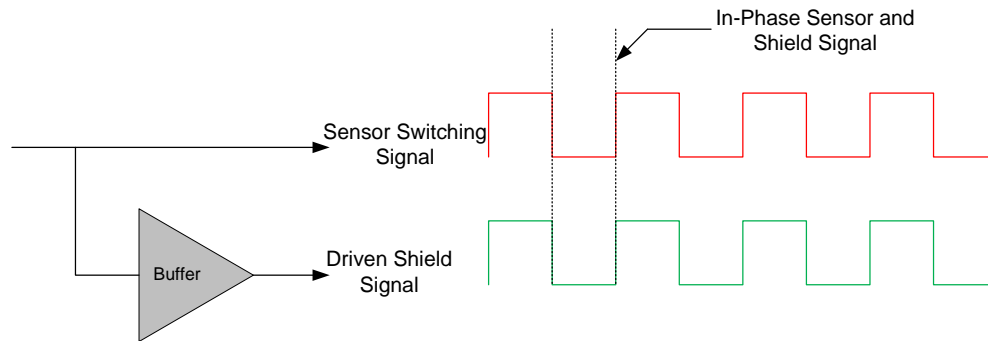 In-Phase Sensor and
Shield Signal
Sensor Switching
Signal
Buffer
Driven Shield
Signal